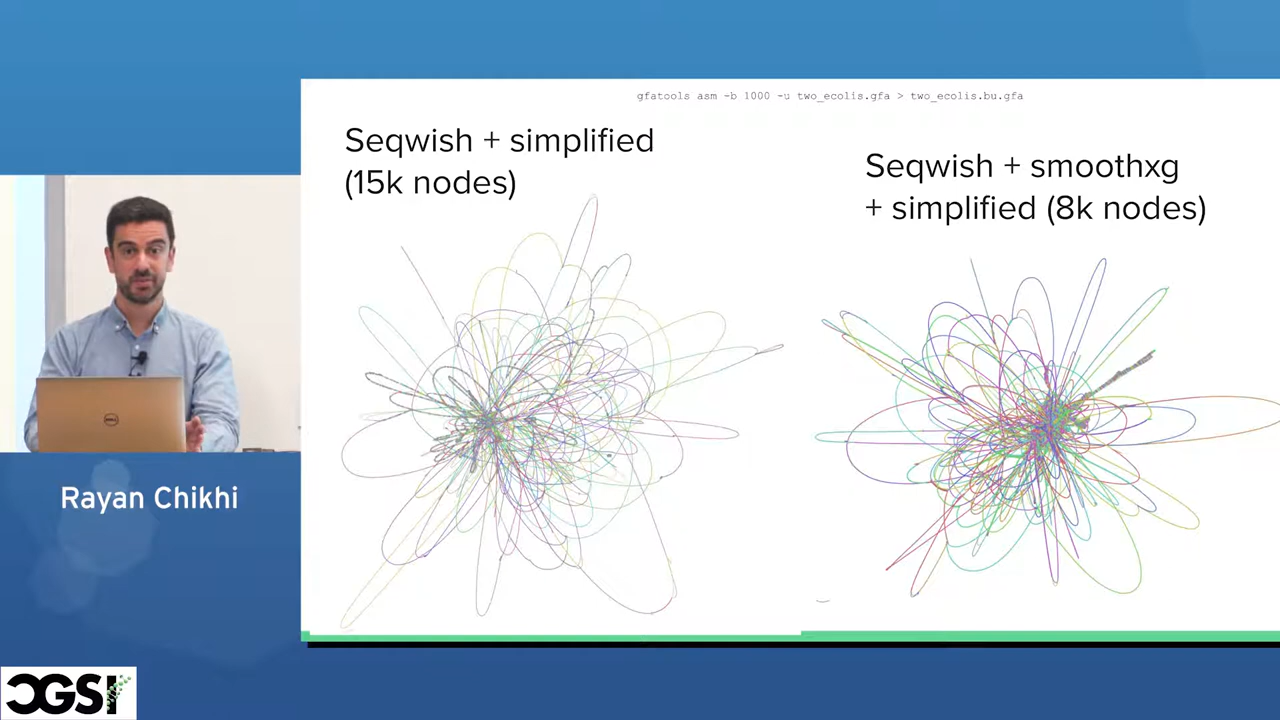 gfatools asm -b 1000 -u two_ecolis.gfa > two_ecolis.bu.gfa
Seqwish + simplified
(15k nodes)
Seqwish + smoothxg
+ simplified (8k nodes)
DELL
Rayan Chikhi
CGSI